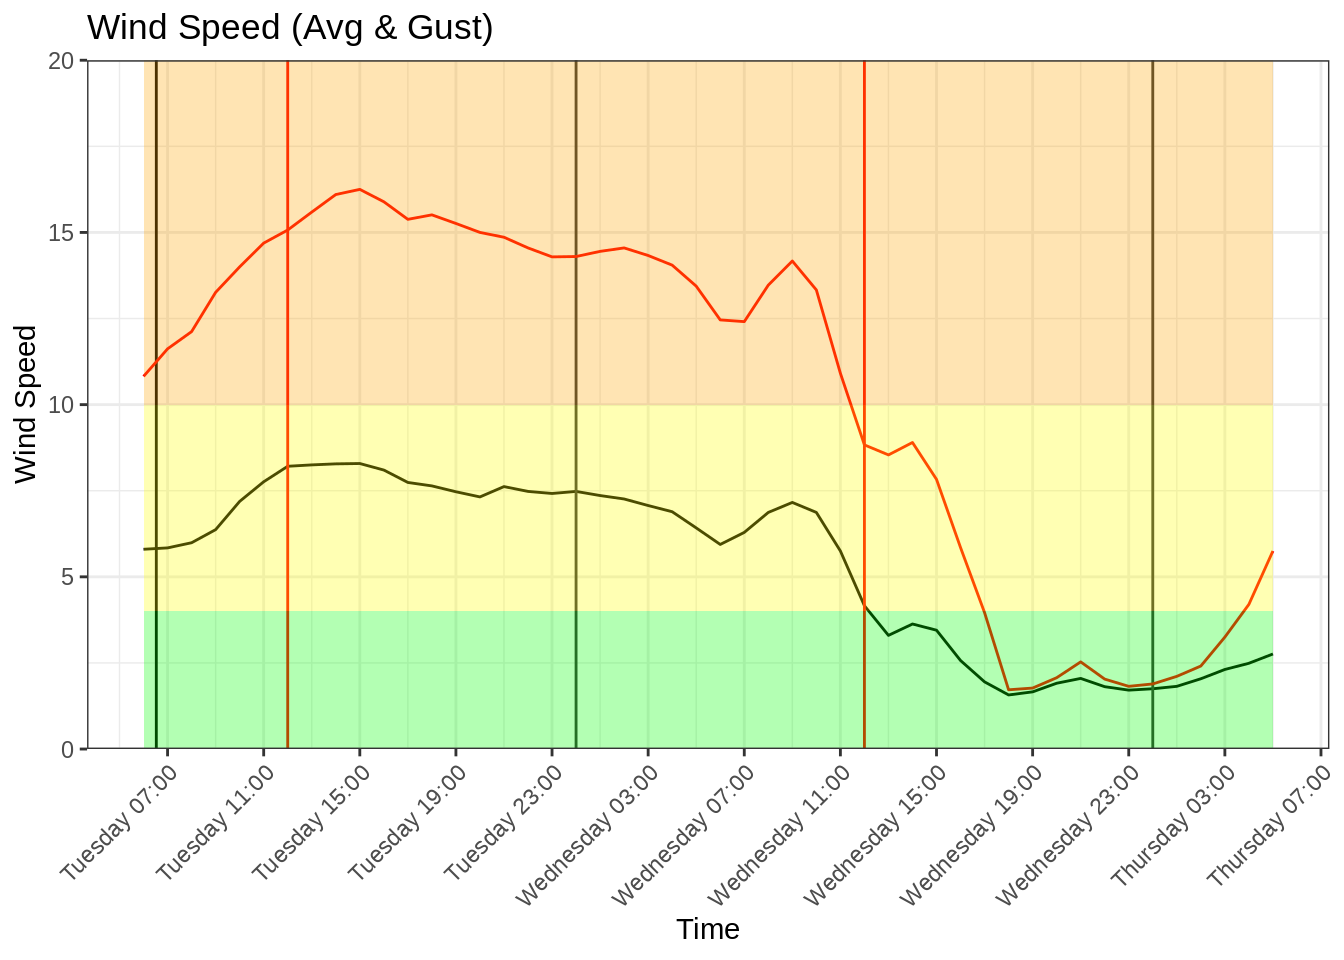 Wind Speed (Avg & Gust)
Wind Speed
20
15
10
5
0
Tuesday 07:00
Tuesday 11:00
Tuesday 15:00
Tuesday 19:00
Tuesday 23:00
Wednesday 03:00
Wednesday 07:00
Wednesday 11:00
Wednesday 15:00
Wednesday 19:00
Wednesday 23:00
Thursday 03:00
Thursday 07:00
Time